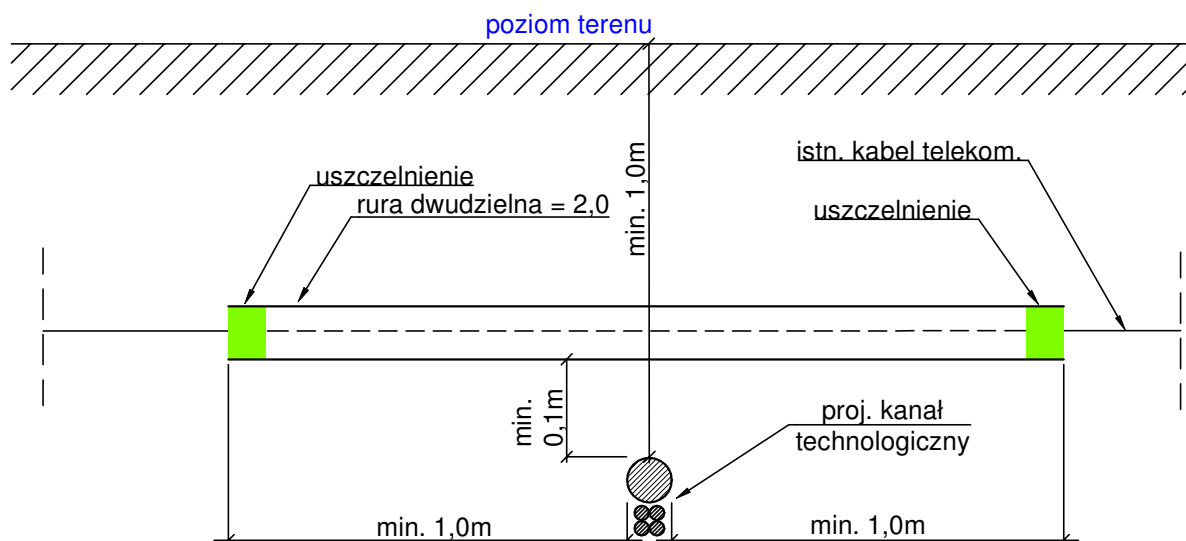 poziom terenu
istn. kabel telekom.
uszczelnienie
rura dwudzielna = 2,0
uszczelnienie
min. 1,0m
min.
0,1m
proj. kanał
technologiczny
min. 1,0m
min. 1,0m